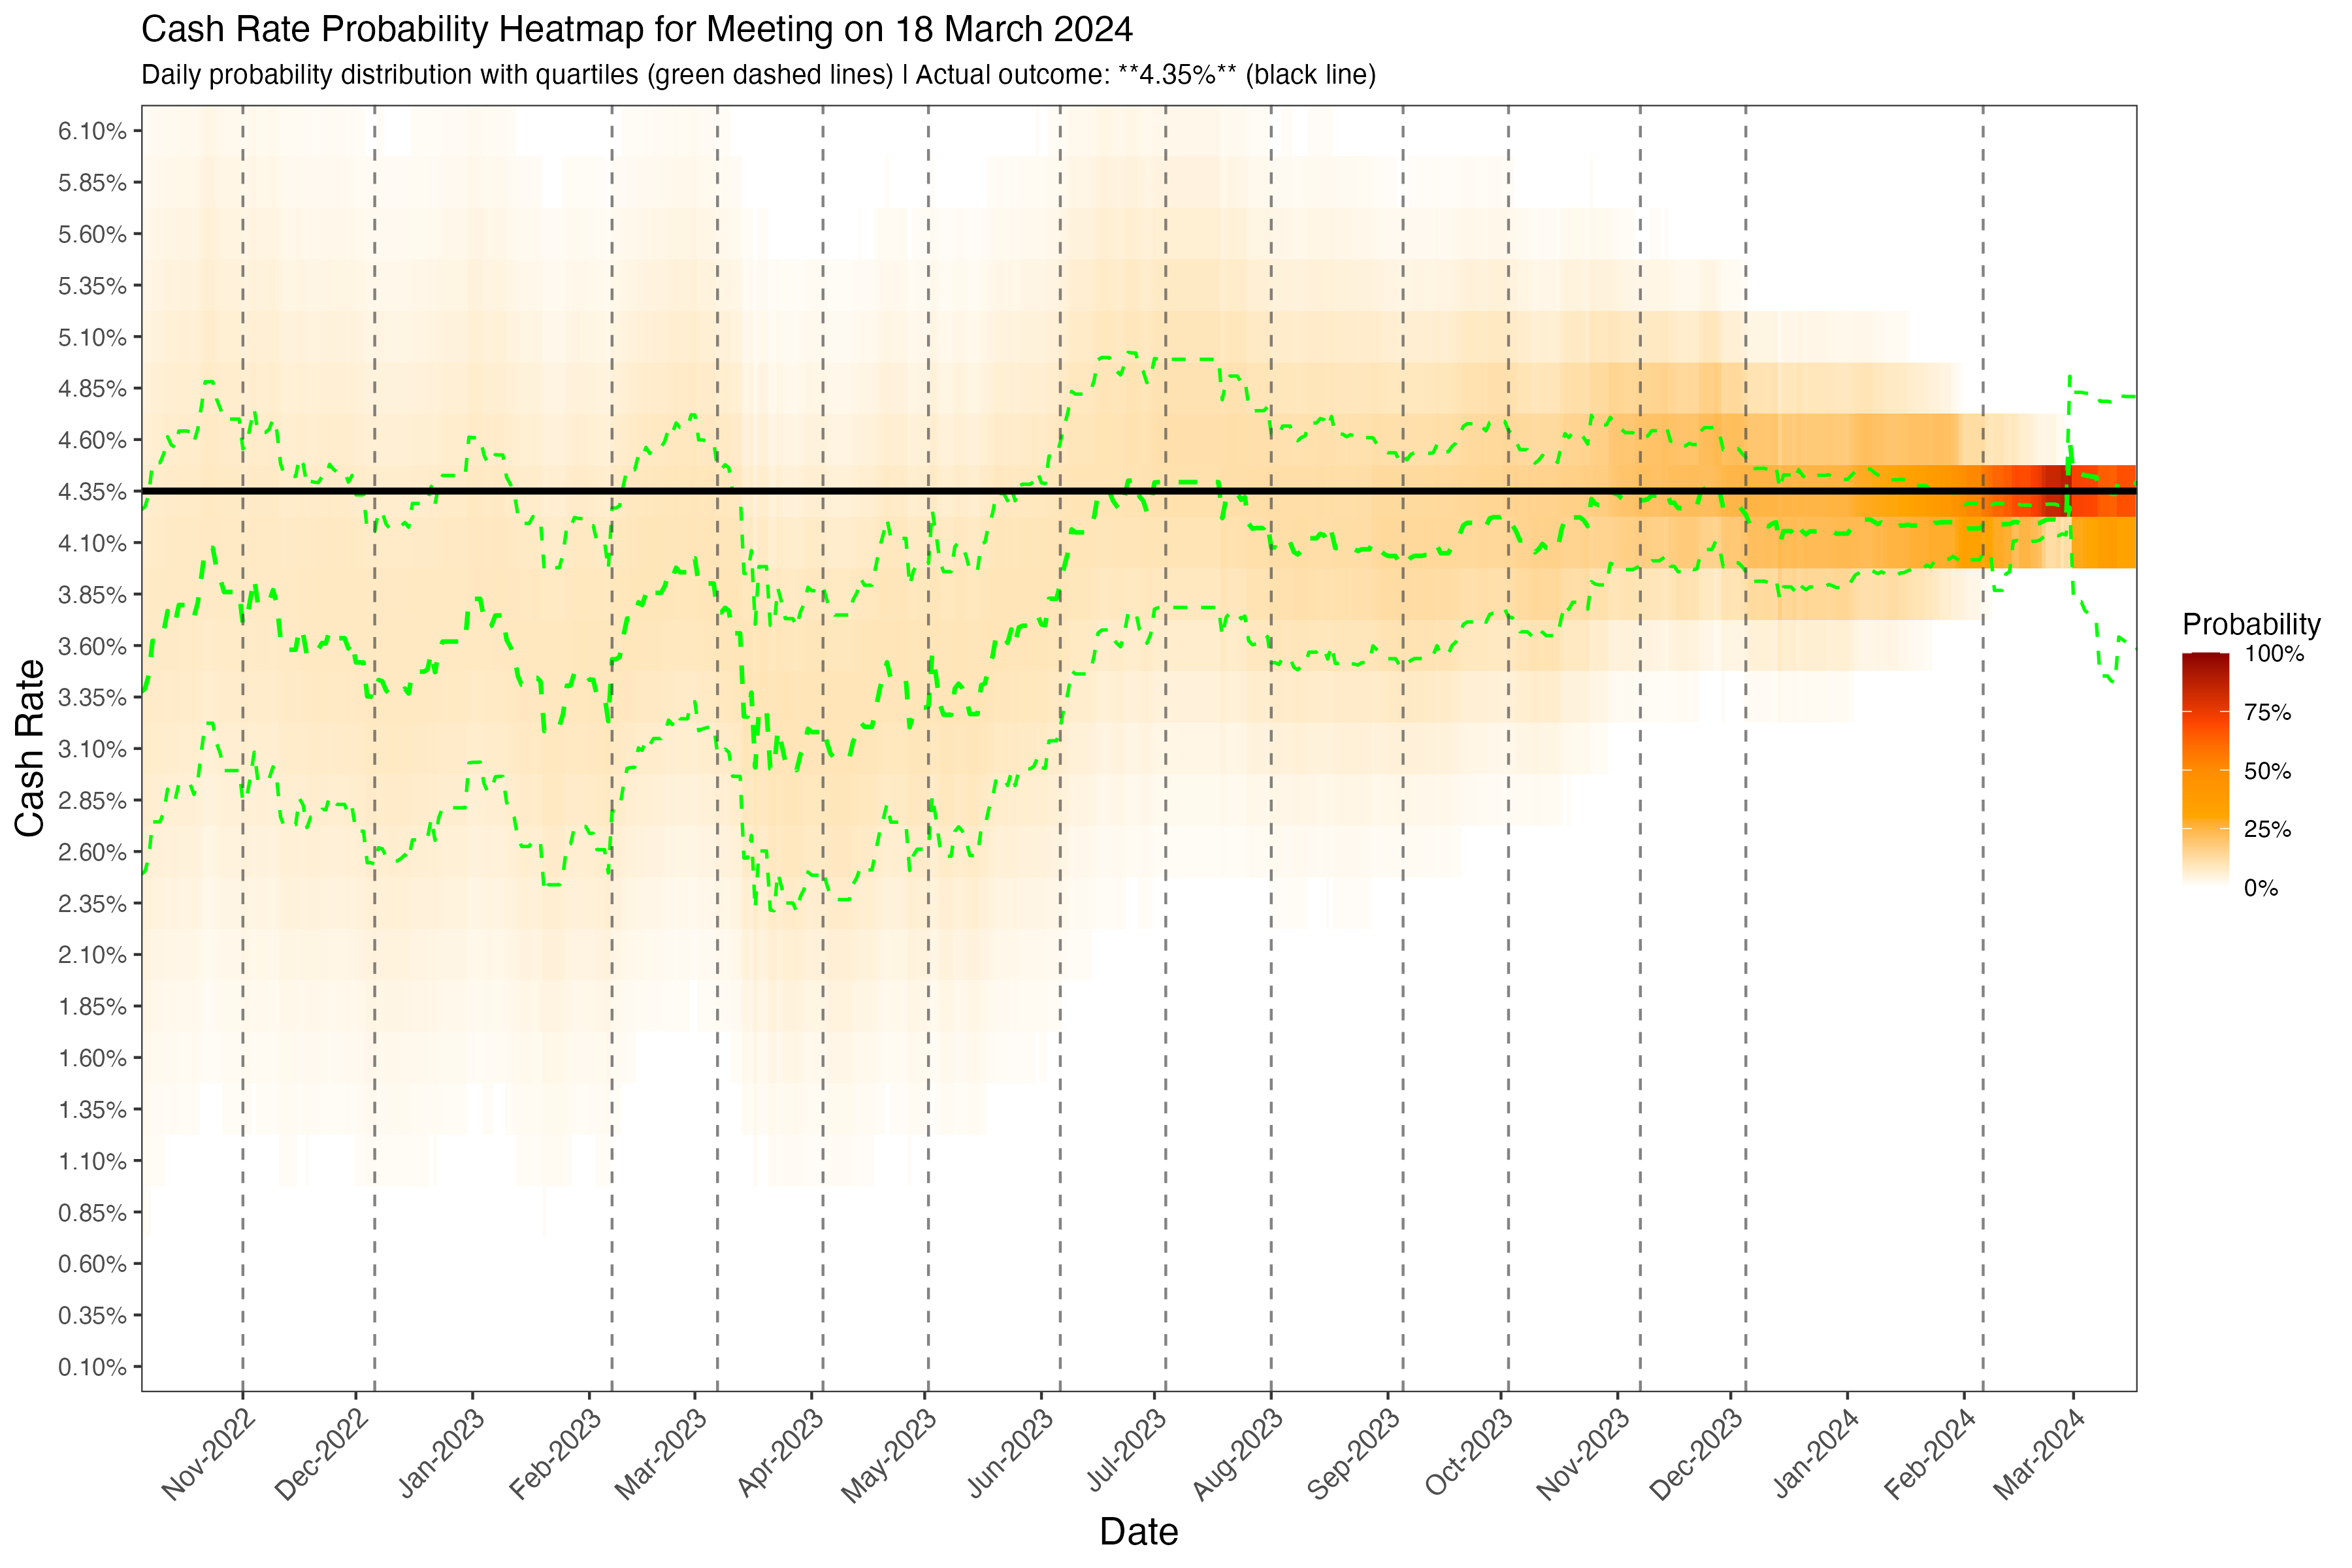 Cash Rate Probability Heatmap for Meeting on 18 March 2024
Daily probability distribution with quartiles (green dashed lines) | Actual outcome: **4.35%** (black line)
Cash Rate
6.10%
5.85%
5.60%
5.35%
5.10%
4.85%
4.60%
4.35%
4.10%
3.85%
3.60%
3.35%
3.10%
2.85%
2.60%
2.35%
2.10%
1.85%
1.60%
1.35%
1.10%
0.85%
0.60%
0.35%
0.10%
Nov-2022
Dec-2022
Jan-2023
Feb-2023
Mar-2023
Apr-2023
May-2023
Jun-2023
Jul-2023
Aug-2023
Sep-2023
Oct-2023
Nov-2023
Dec-2023
Jan-2024
Feb-2024
Mar-2024
Date
Probability
100%
75%
50%
25%
0%